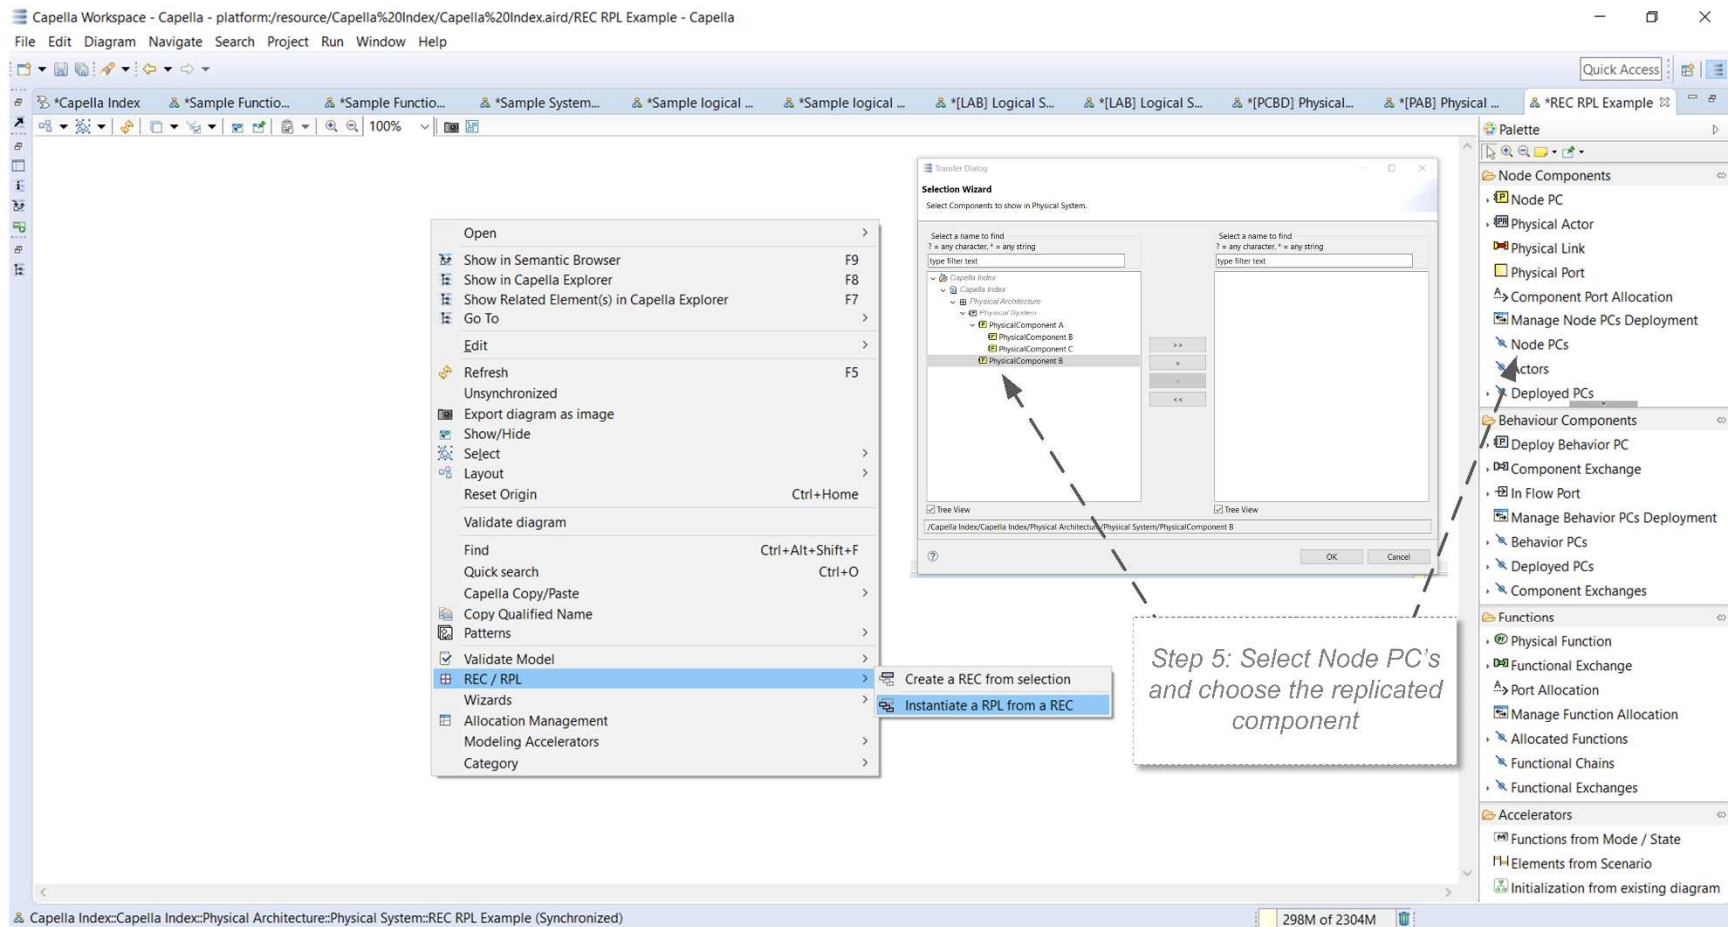 Capella Workspace - Capella - platform:/resource/Capella%20Index/Capella%20Index.aird/REC RPL Example - Capella
File Edit Diagram Navigate Search Project Run Window Help
Quick Access
*Capella Index *Sample Functio... *Sample Functio... *Sample System... *Sample logical ... *Sample logical ... *[LAB] Logical S... *[LAB] Logical S... *[PCBD] Physical... *[PAB] Physical ... *REC RPL Example
100%
Open
Show in Semantic Browser F9
Show in Capella Explorer F8
Show Related Element(s) in Capella Explorer F7
Go To
Edit
Refresh F5
Unsynchronized
Export diagram as image
Show/Hide
Select
Layout
Reset Origin Ctrl+Home
Validate diagram
Find Ctrl+Alt+Shift+F
Quick search Ctrl+O
Capella Copy/Paste
Copy Qualified Name
Patterns
Validate Model
REC / RPL
Wizards
Allocation Management
Modeling Accelerators
Category
Create a REC from selection
Instantiate a RPL from a REC
Transfer Dialog
Selection Wizard
Select Components to show in Physical System.
Select a name to find
? = any character, * = any string
type filter text
Capella Index
Capella Index
Physical Architecture
Physical System
PhysicalComponent A
PhysicalComponent B
PhysicalComponent C
PhysicalComponent B
Tree View
>>
>
<
<<
Select a name to find
? = any character, * = any string
type filter text
Tree View
/Capella Index/Capella Index/Physical Architecture/Physical System/PhysicalComponent B
OK Cancel
Step 5: Select Node PC's
and choose the replicated
component
Palette
Node Components
Node PC
Physical Actor
Physical Link
Physical Port
Component Port Allocation
Manage Node PCs Deployment
Node PCs
Actors
Deployed PCs
Behaviour Components
Deploy Behavior PC
Component Exchange
In Flow Port
Manage Behavior PCs Deployment
Behavior PCs
Deployed PCs
Component Exchanges
Functions
Physical Function
Functional Exchange
Port Allocation
Manage Function Allocation
Allocated Functions
Functional Chains
Functional Exchanges
Accelerators
Functions from Mode / State
Elements from Scenario
Initialization from existing diagram
Capella Index::Capella Index::Physical Architecture::Physical System::REC RPL Example (Synchronized)
298M of 2304M